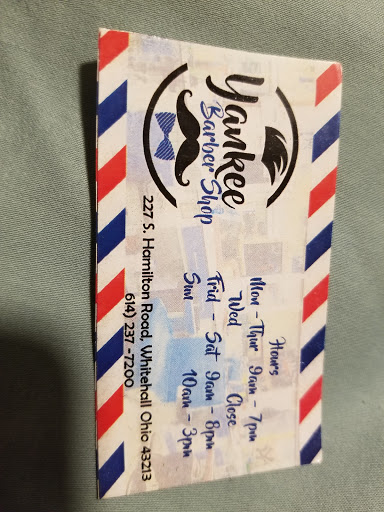 Yankee
Barber Shop
Hours
Mon - Thur 9am - 7pm
Wed Close
Frid - Sat 9am - 8pm
Sun 10am - 3pm
227 S. Hamilton Road, Whitehall Ohio 43213
614) 237 -7200